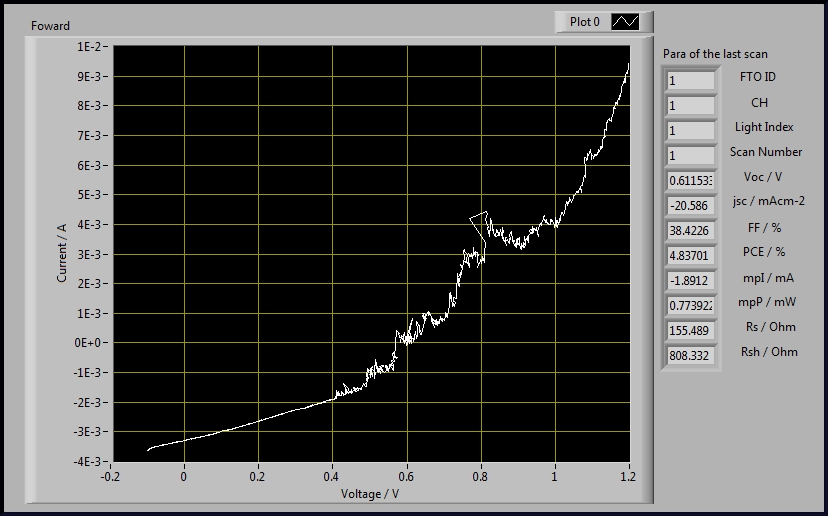 Foward
Plot 0
1E-2
9E-3
8E-3
7E-3
6E-3
5E-3
4E-3
3E-3
2E-3
1E-3
0E+0
-1E-3
-2E-3
-3E-3
-4E-3
Current / A
-0.2
0
0.2
0.4
0.6
0.8
1
1.2
Voltage / V
Para of the last scan
1 FTO ID
1 CH
1 Light Index
1 Scan Number
0.611533 Voc / V
-20.586 jsc / mAcm-2
38.4226 FF / %
4.83701 PCE / %
-1.8912 mpI / mA
0.773922 mpP / mW
155.489 Rs / Ohm
808.332 Rsh / Ohm